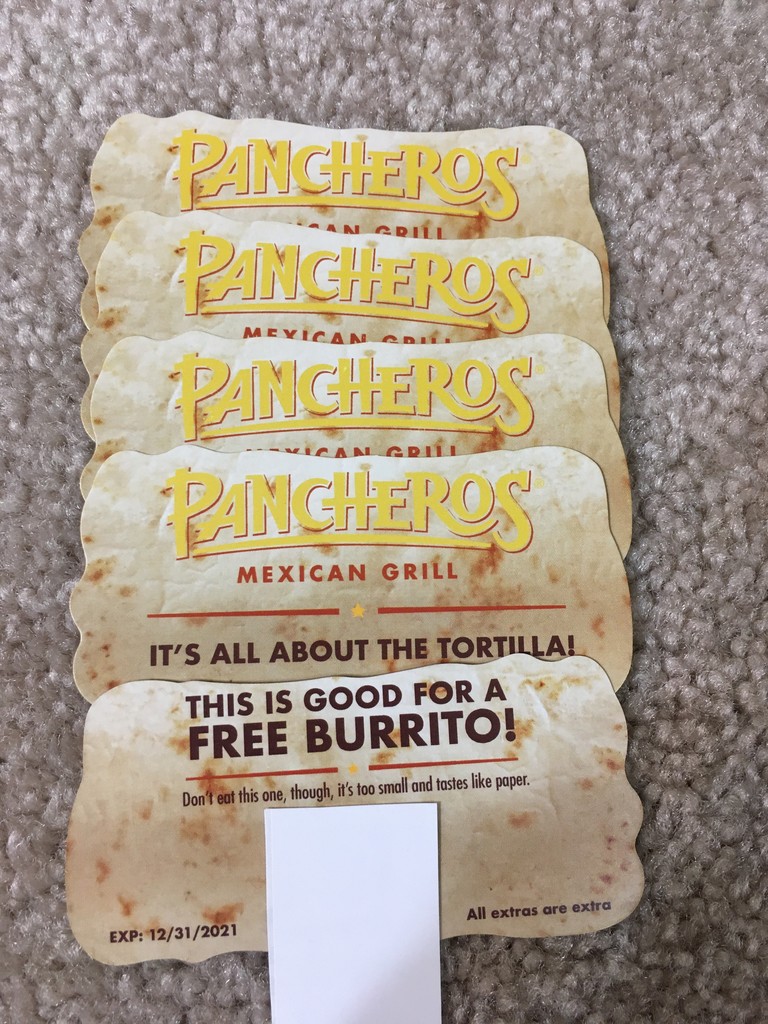 PANCHEROS
MEXICAN GRILL
PANCHEROS
MEXICAN GRILL
PANCHEROS
MEXICAN GRILL
PANCHEROS®
MEXICAN GRILL
IT'S ALL ABOUT THE TORTILLA!
THIS IS GOOD FOR A
FREE BURRITO!
Don't eat this one, though, it's too small and tastes like paper.
EXP: 12/31/2021
All extras are extra